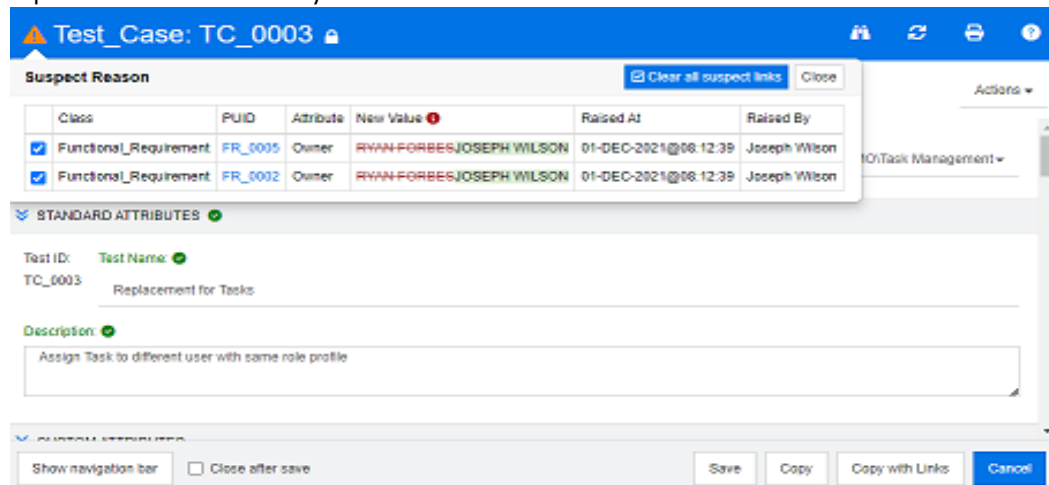 Test_Case: TC_0003
Suspect Reason
Clear all suspect links
Close
Actions
Class PUID Attribute New Value Raised At Raised By
Functional_Requirement FR_0005 Owner RYAN FORBESJOSEPH WILSON 01-DEC-2021@08:12:39 Joseph Wilson
Functional_Requirement FR_0002 Owner RYAN FORBESJOSEPH WILSON 01-DEC-2021@08:12:39 Joseph Wilson
\Task Management
STANDARD ATTRIBUTES
Test ID: Test Name:
TC_0003 Replacement for Tasks
Description:
Assign Task to different user with same role profile
CUSTOM ATTRIBUTES
Show navigation bar Close after save Save Copy Copy with Links Cancel